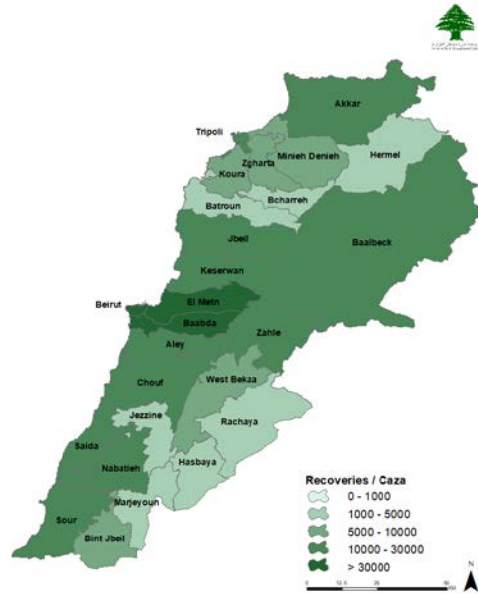 Akkar
Tripoli
Minieh Denieh
Hermel
Zgharta
Koura
Bcharreh
Batroun
Jbeil
Baalbeck
Keserwan
El Metn
Beirut
Baabda
Zahle
Aley
West Bekaa
Chouf
Jezzine
Rachaya
Saida
Hasbaya
Nabatieh
Marjeyoun
Sour
Bint Jbeil
Recoveries / Caza
0 - 1000
1000 - 5000
5000 - 10000
10000 - 30000
> 30000
N